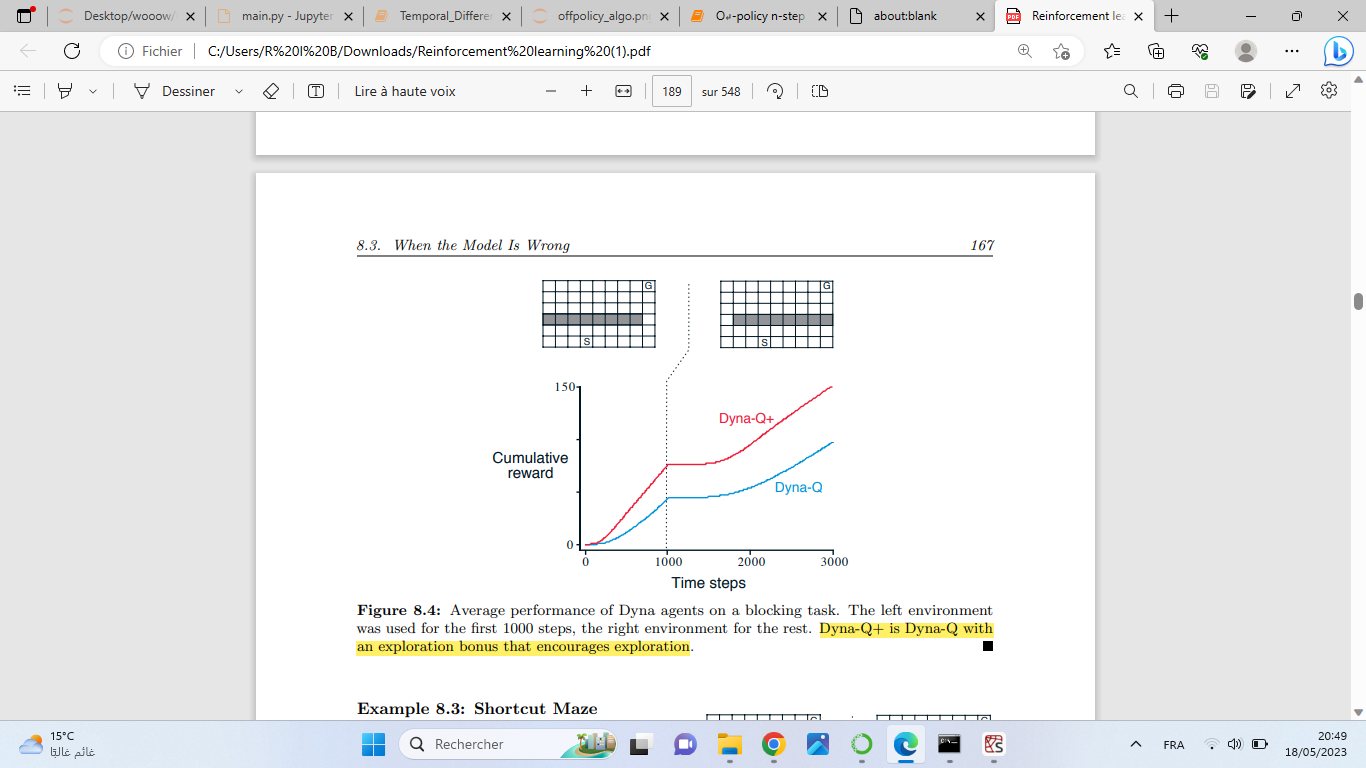 Desktop/wooow/
main.py - Jupyter
Temporal_Differe
offpolicy_algo.pn
n-step
about:blank
Reinforcement lea
Fichier
C:/Users/R%20I%20B/Downloads/Reinforcement%20learning%20(1).pdf
Dessiner
Lire à haute voix
189
sur 548
8.3. When the Model Is Wrong
167
G
S
G
S
150
Dyna-Q+
Cumulative
reward
Dyna-Q
0
0
1000
2000
3000
Time steps
Figure 8.4: Average performance of Dyna agents on a blocking task. The left environment
was used for the first 1000 steps, the right environment for the rest. Dyna-Q+ is Dyna-Q with
an exploration bonus that encourages exploration.
Example 8.3: Shortcut Maze
15°C
غائم غالبًا
Rechercher
FRA
20:49
18/05/2023